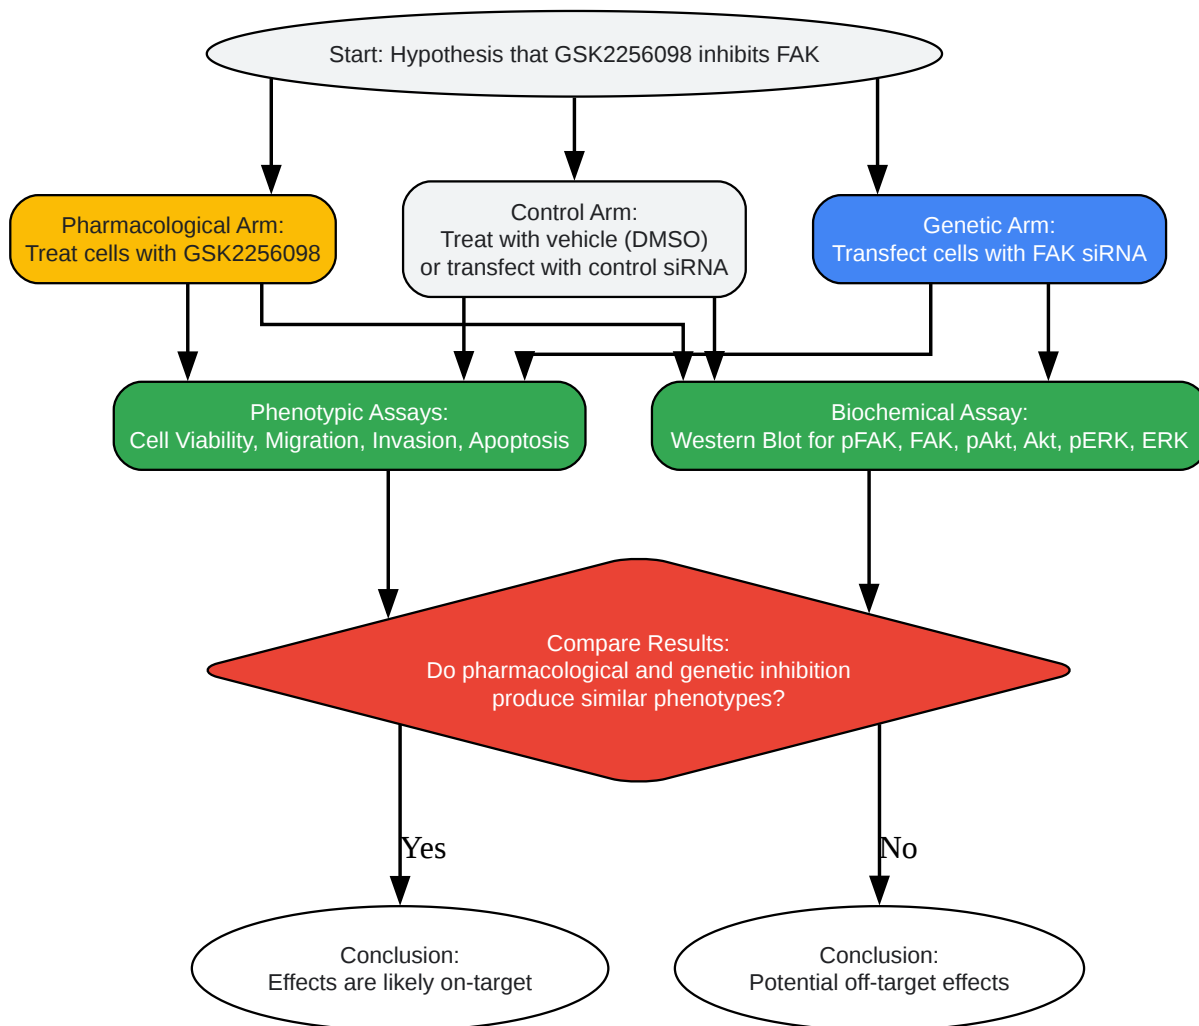 Start: Hypothesis that GSK2256098 inhibits FAK
Pharmacological Arm:
Treat cells with GSK2256098
Control Arm:
Treat with vehicle (DMSO)
or transfect with control siRNA
Genetic Arm:
Transfect cells with FAK siRNA
Phenotypic Assays:
Cell Viability, Migration, Invasion, Apoptosis
Biochemical Assay:
Western Blot for pFAK, FAK, pAkt, Akt, pERK, ERK
Compare Results:
Do pharmacological and genetic inhibition
produce similar phenotypes?
Yes
No
Conclusion:
Effects are likely on-target
Conclusion:
Potential off-target effects